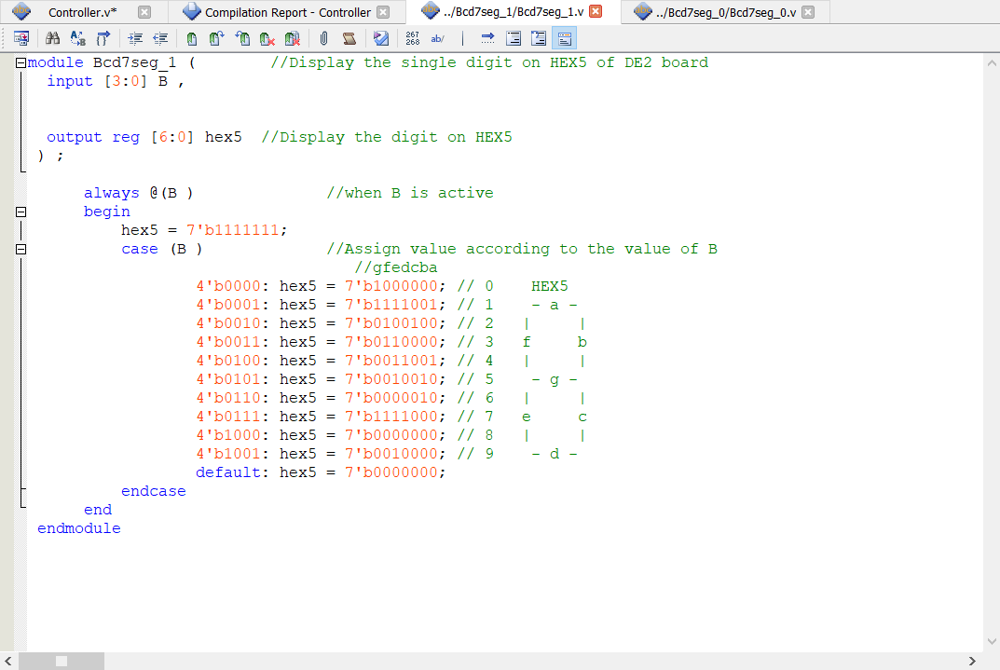 Controller.v*
Compilation Report - Controller
../Bcd7seg_1/Bcd7seg_1.v
../Bcd7seg_0/Bcd7seg_0.v
267
268
ab/
module Bcd7seg_1 (        //Display the single digit on HEX5 of DE2 board
input [3:0] B ,
output reg [6:0] hex5  //Display the digit on HEX5
) ;
always @(B )              //when B is active
begin
hex5 = 7'b1111111;
case (B )             //Assign value according to the value of B
//gfedcba
4'b0000: hex5 = 7'b1000000; // 0    HEX5
4'b0001: hex5 = 7'b1111001; // 1    - a -
4'b0010: hex5 = 7'b0100100; // 2   |     |
4'b0011: hex5 = 7'b0110000; // 3   f     b
4'b0100: hex5 = 7'b0011001; // 4   |     |
4'b0101: hex5 = 7'b0010010; // 5    - g -
4'b0110: hex5 = 7'b0000010; // 6   |     |
4'b0111: hex5 = 7'b1111000; // 7   e     c
4'b1000: hex5 = 7'b0000000; // 8   |     |
4'b1001: hex5 = 7'b0010000; // 9    - d -
default: hex5 = 7'b0000000;
endcase
end
endmodule